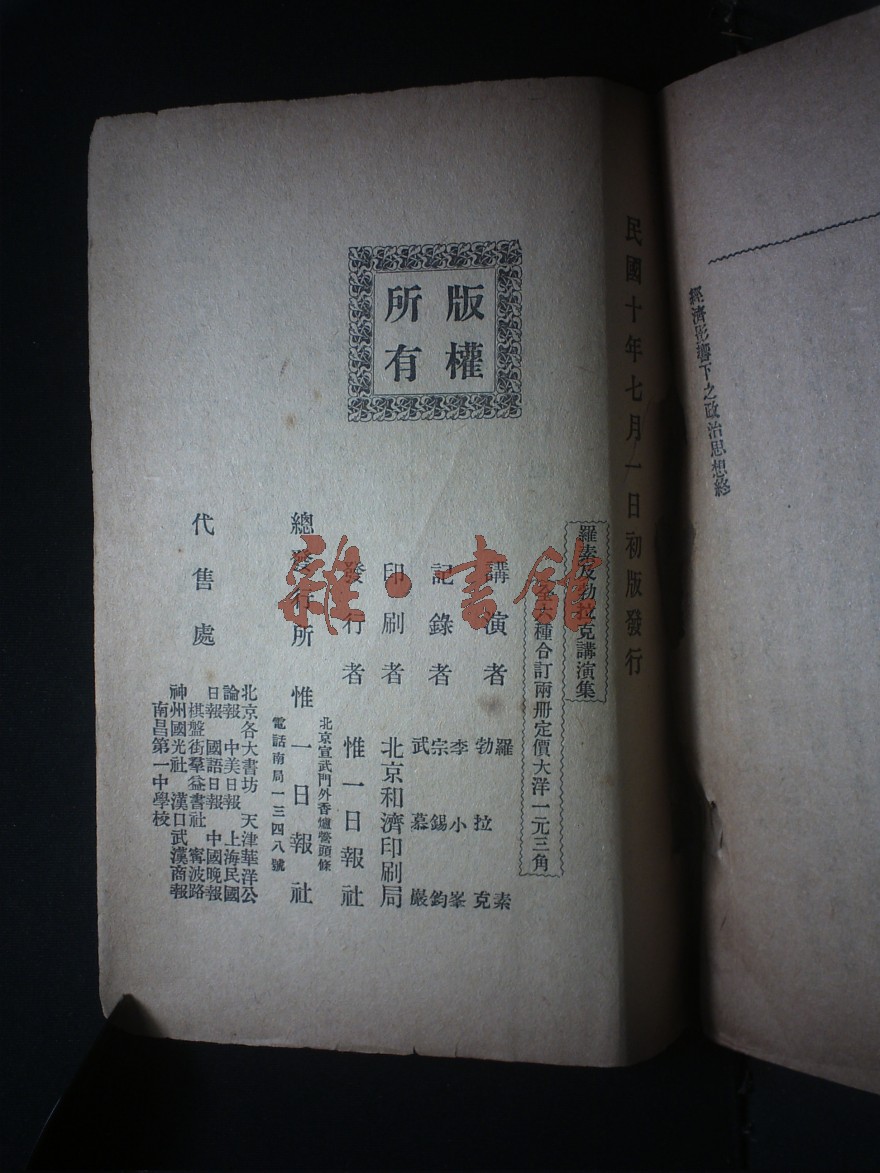 經濟影響下之政治思想終
民國十年七月一日初版發行
版權
所有
羅素及勃拉克講演集
六種合訂兩册定價大洋一元三角
講演者 羅素
勃拉克
記錄者 李小峯
宗錫鈞
武慕嚴
印刷者 北京和濟印刷局
發行者 惟一日報社
總發行所 惟一日報社
北京宣武門外香爐營頭條
電話南局一三四八號
代售處
北京各大書坊 天津華洋公
論報 中美日報 上海民國
日報 國語日報 中國晚報
棋盤街羣益書社 寗波路
神州國光社 漢口武漢商報
南昌第一中學校
雜·書館